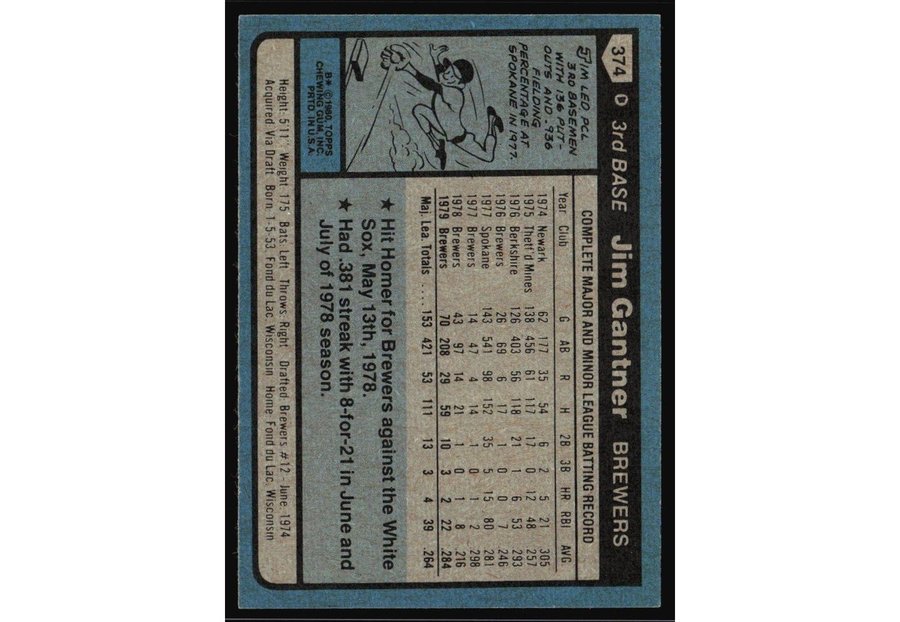 374 D 3rd BASE Jim Gantner BREWERS
JIM LED PCL
3RD BASEMEN
WITH 136 PUT-
OUTS AND .936
FIELDING
PERCENTAGE AT
SPOKANE IN 1977.
B* © 1980, TOPPS
CHEWING GUM, INC.
PRTD. IN U.S.A.
COMPLETE MAJOR AND MINOR LEAGUE BATTING RECORD
Year Club G AB R H 2B 3B HR RBI AVG
1974 Newark 62 177 35 54 6 2 5 21 .305
1975 Thetf'd Mines 138 456 61 117 17 0 12 48 .257
1976 Berkshire 126 403 56 118 21 1 6 53 .293
1976 Brewers 26 69 6 17 1 0 0 7 .246
1977 Spokane 143 541 98 152 35 5 15 80 .281
1977 Brewers 14 47 4 14 1 0 1 2 .298
1978 Brewers 43 97 14 21 1 0 1 8 .216
1979 Brewers 70 208 29 59 10 3 2 22 .284
Maj. Lea. Totals .... 153 421 53 111 13 3 4 39 .264
★ Hit Homer for Brewers against the White
Sox, May 13th, 1978.
★ Had .381 streak with 8-for-21 in June and
July of 1978 season.
Height: 5'11" Weight: 175 Bats: Left Throws: Right Drafted: Brewers #12-June, 1974
Acquired: Via Draft Born: 1-5-53, Fond du Lac, Wisconsin Home: Fond du Lac, Wisconsin